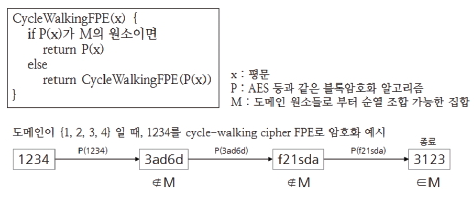 CycleWalkingFPE(x) {
if P(x)가 M의 원소이면
return P(x)
else
return CycleWalkingFPE(P(x))
}
x : 평문
P : AES 등과 같은 블록암호화 알고리즘
M : 도메인 원소들로 부터 순열 조합 가능한 집합
도메인이 {1, 2, 3, 4} 일 때, 1234를 cycle-walking cipher FPE로 암호화 예시
종료
1234 P(1234) 3ad6d P(3ad6d) f21sda P(f21sda) 3123
∉M ∉M ∈M